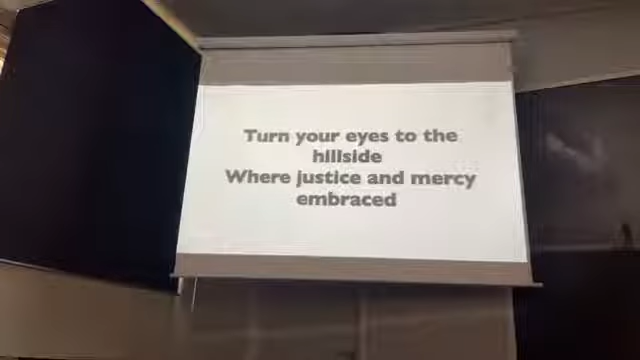 Turn your eyes to the
hillside
Where justice and mercy
embraced